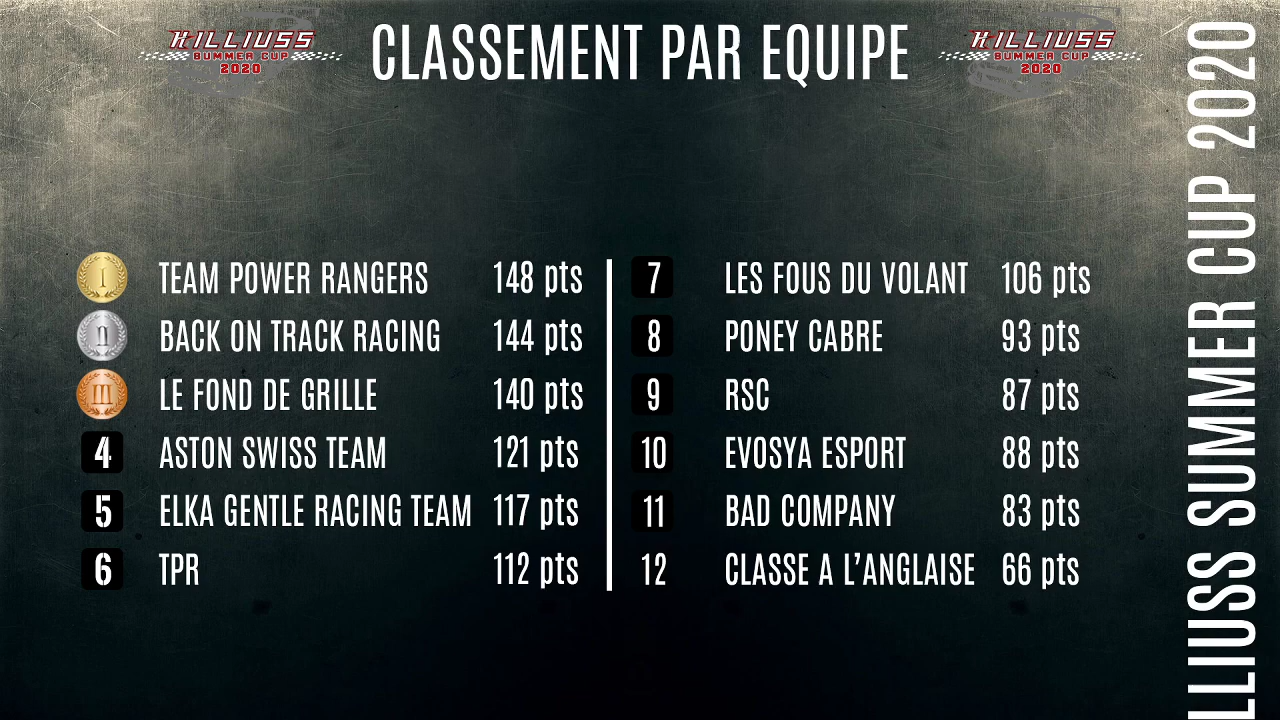 KILLIUSS
SUMMER CUP
2020
CLASSEMENT PAR EQUIPE
KILLIUSS
SUMMER CUP
2020
I TEAM POWER RANGERS 148 pts
II BACK ON TRACK RACING 144 pts
III LE FOND DE GRILLE 140 pts
4 ASTON SWISS TEAM 121 pts
5 ELKA GENTLE RACING TEAM 117 pts
6 TPR 112 pts
7 LES FOUS DU VOLANT 106 pts
8 PONEY CABRE 93 pts
9 RSC 87 pts
10 EVOSYA ESPORT 88 pts
11 BAD COMPANY 83 pts
12 CLASSE A L’ANGLAISE 66 pts
LLIUSS SUMMER CUP 2020